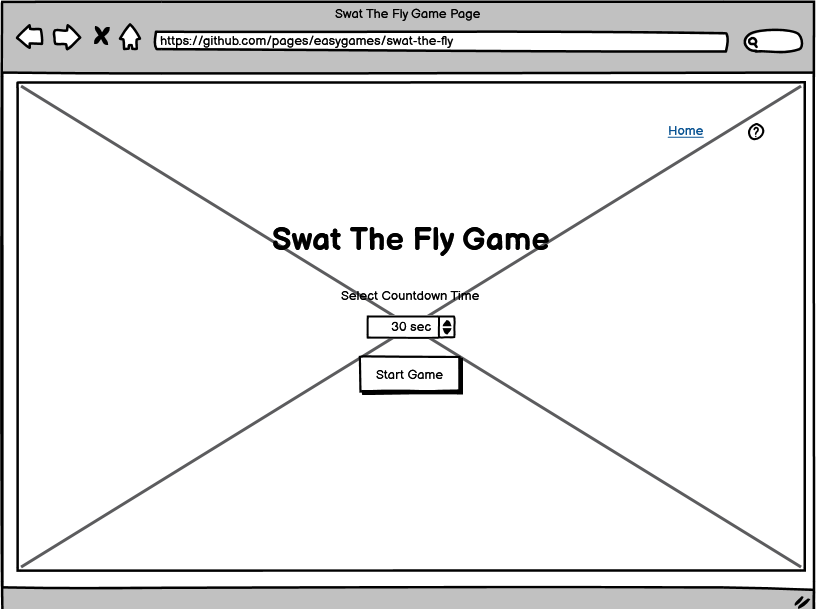 Swat The Fly Game Page
https://github.com/pages/easygames/swat-the-fly
Home
?
Swat The Fly Game
Select Countdown Time
30 sec
Start Game